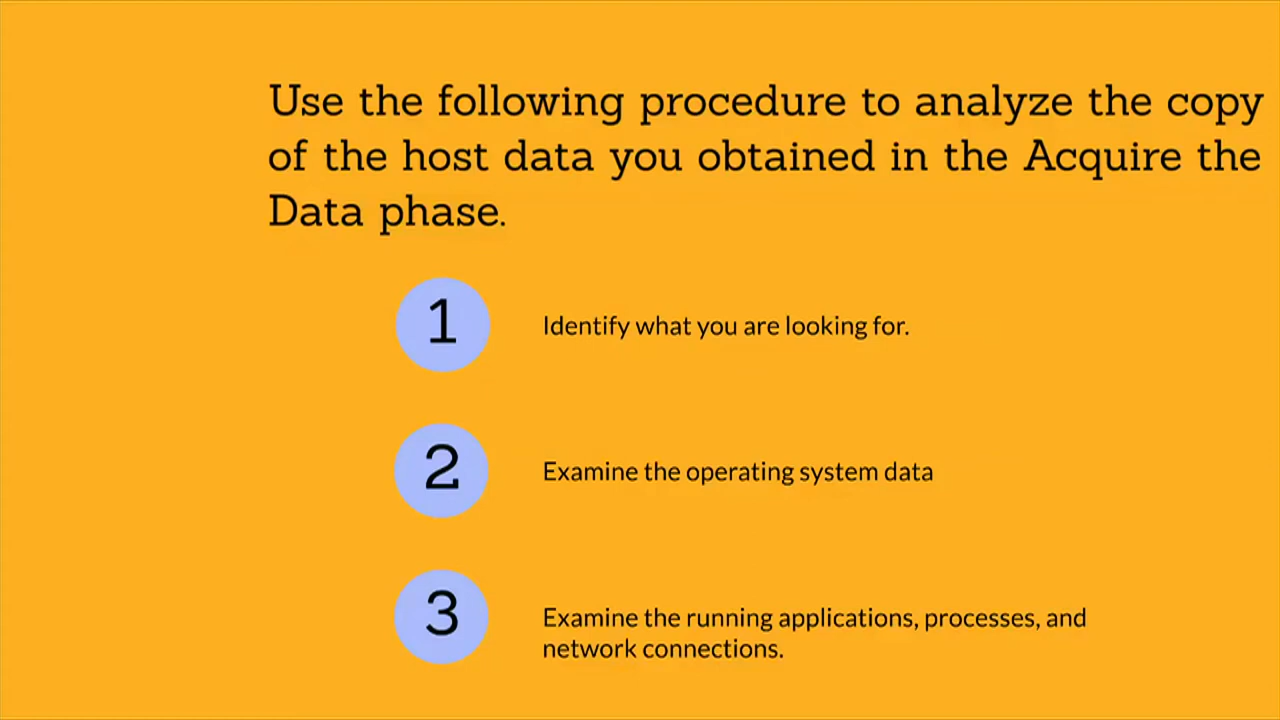 Use the following procedure to analyze the copy
of the host data you obtained in the Acquire the
Data phase.
1
Identify what you are looking for.
2
Examine the operating system data
3
Examine the running applications, processes, and
network connections.